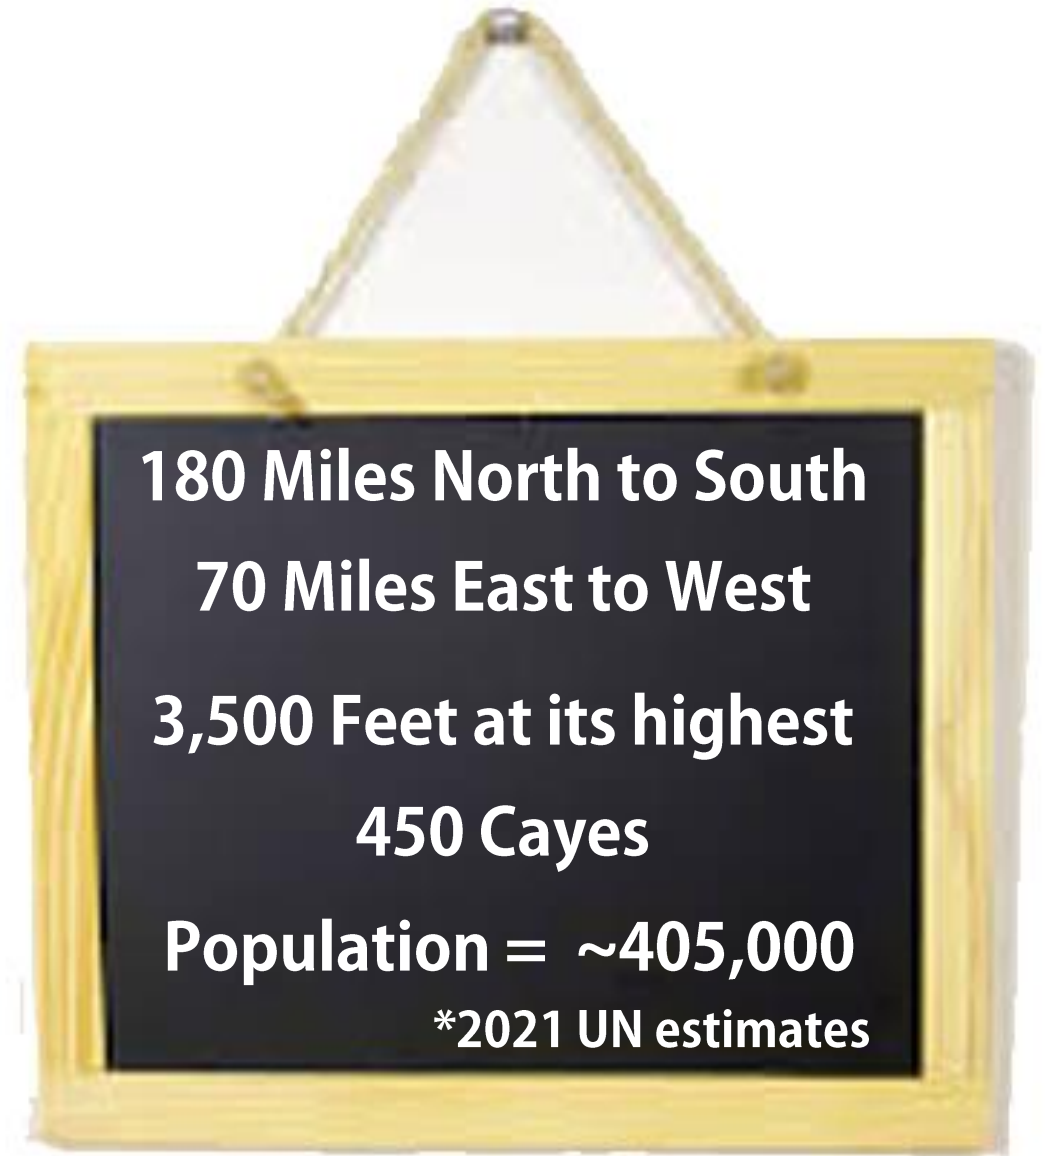 180 Miles North to South
70 Miles East to West
3,500 Feet at its highest
450 Cayes
Population = ~405,000
*2021 UN estimates